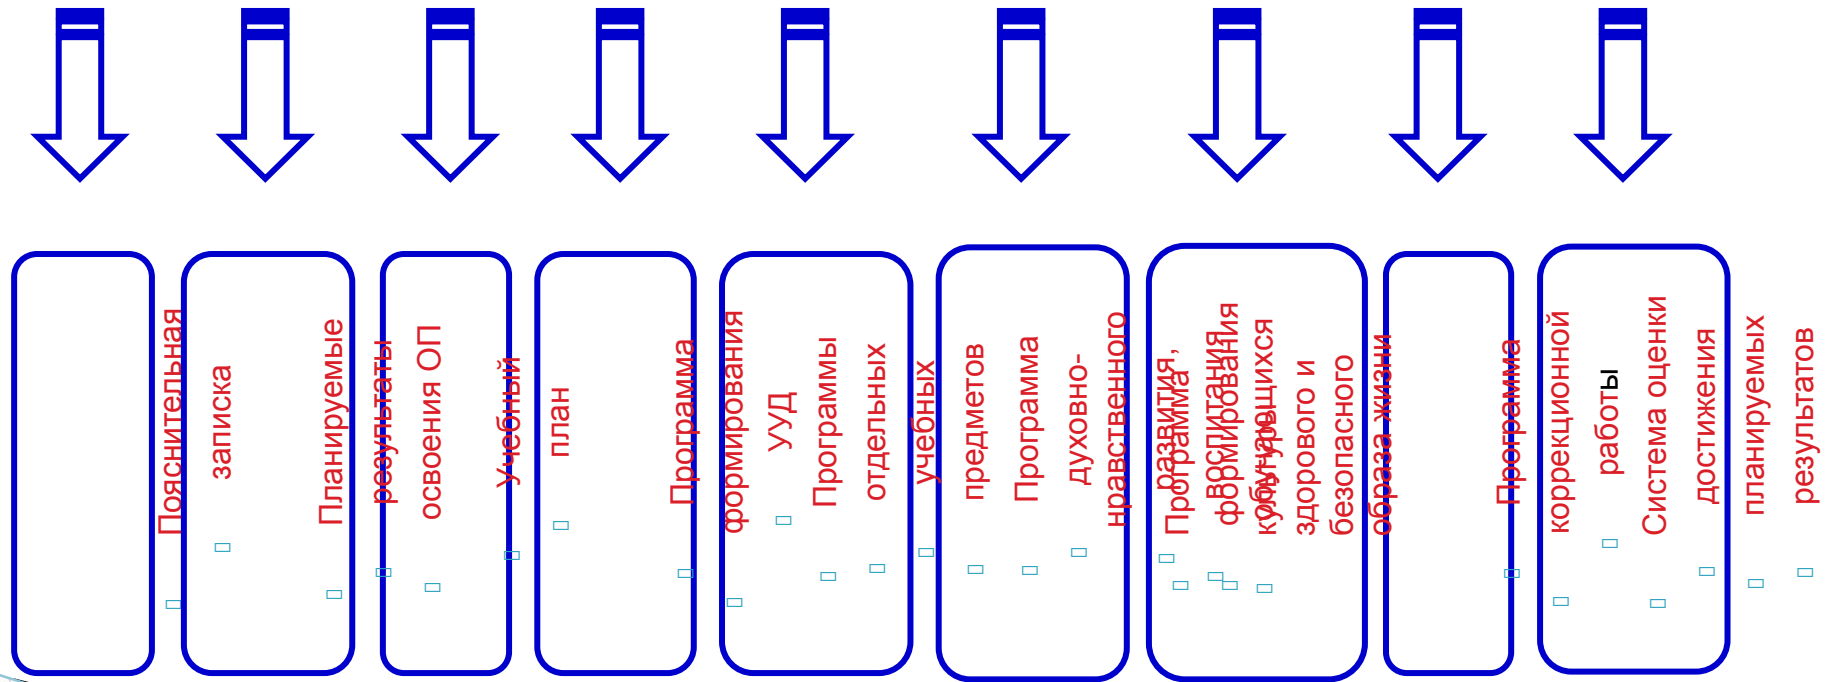 Пояснительная
записка
Планируемые
результаты
освоения ОП
Учебный
план
Программа
формирования
УУД
Программы
отдельных
учебных
предметов
Программа
духовно-
нравственного
развития,
воспитания
обучающихся
Программа
формирования
культуры
здорового и
безопасного
образа жизни
Программа
коррекционной
работы
Система оценки
достижения
планируемых
результатов